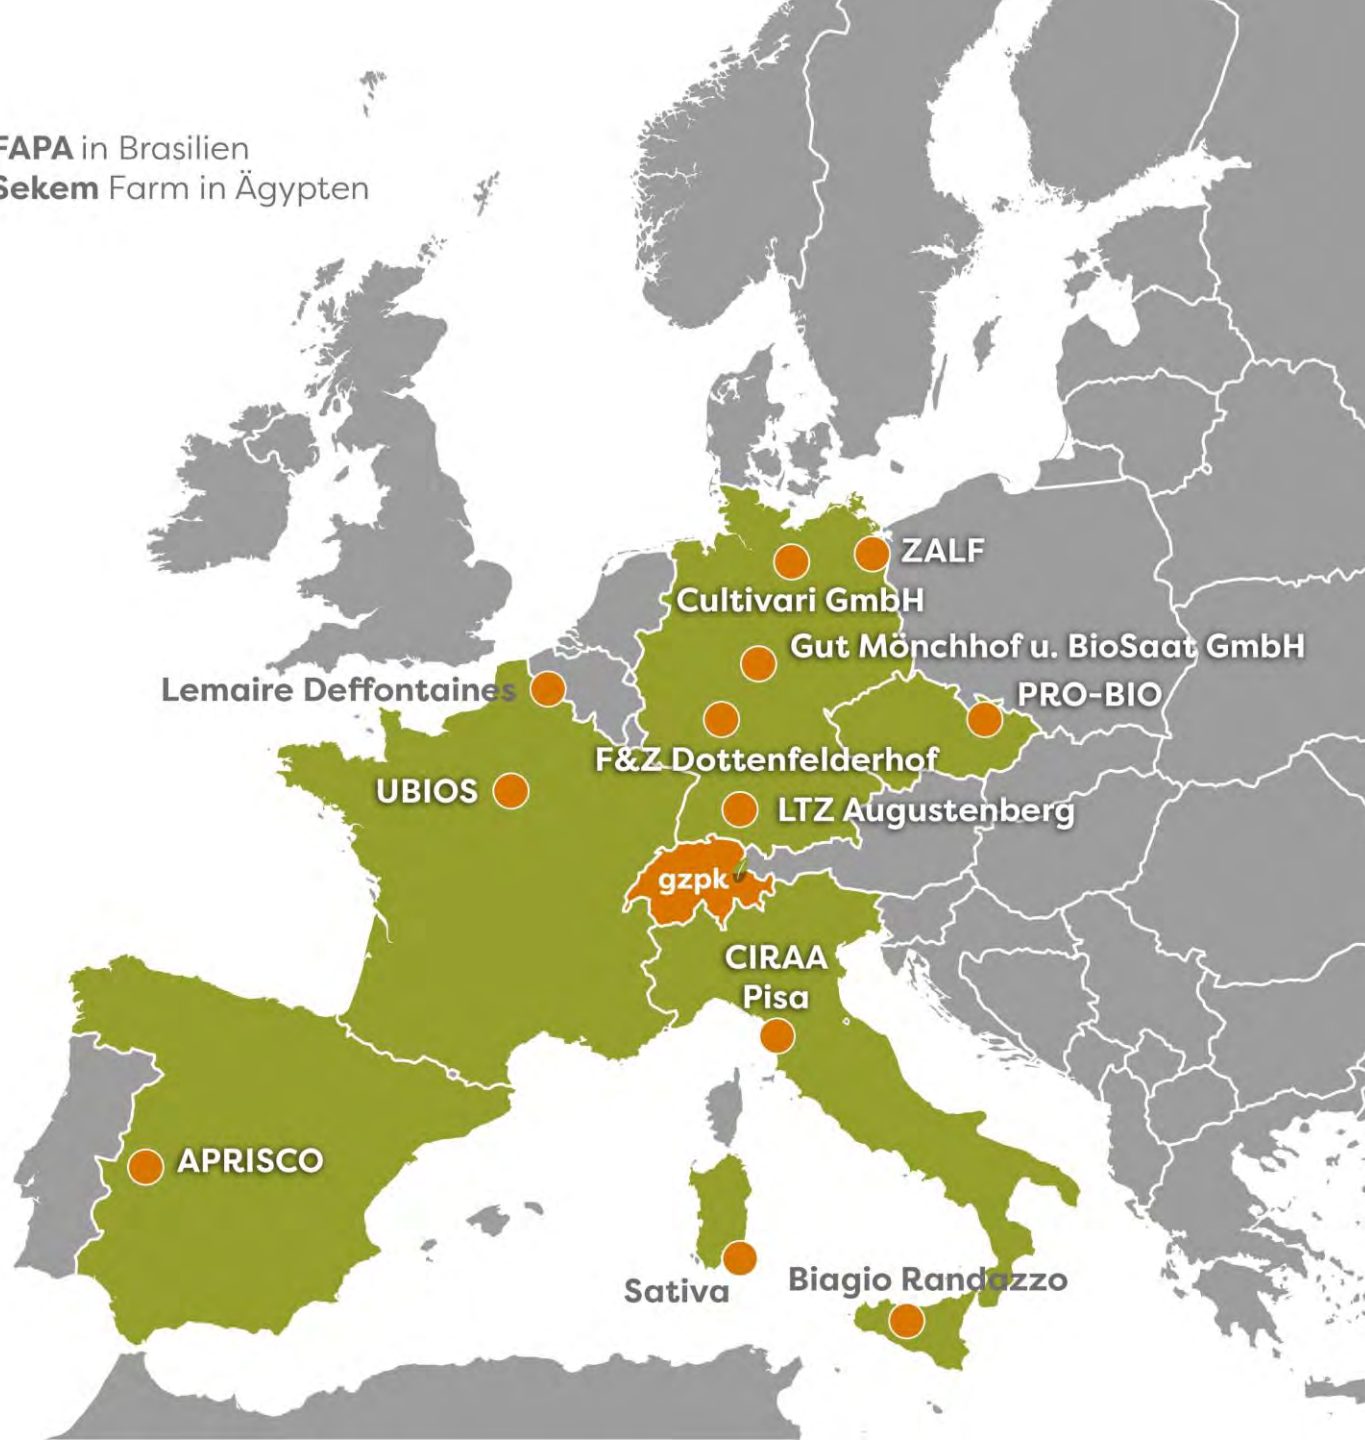 FAPA in Brasilien
Sekem Farm in Ägypten
ZALF
Cultivari GmbH
Gut Mönchhof u. BioSaat GmbH
Lemaire Deffontaines
PRO-BIO
F&Z Dottenfelderhof
UBIOS
LTZ Augustenberg
gzpk
CIRAA
Pisa
APRISCO
Sativa
Biagio Randazzo